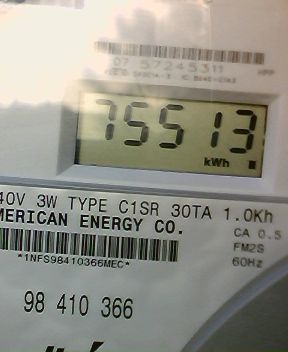 07 57245311
75513
kWh
40V 3W TYPE C1SR 30TA 1.0Kh
MERICAN ENERGY CO.
CA 0.5
FM2S
60Hz
*1NFS98410366MEC*
98 410 366